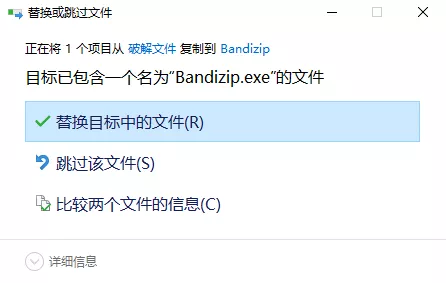 替换或跳过文件
正在将 1 个项目从 破解文件 复制到 Bandizip
目标已包含一个名为“Bandizip.exe”的文件
替换目标中的文件(R)
跳过该文件(S)
比较两个文件的信息(C)
详细信息